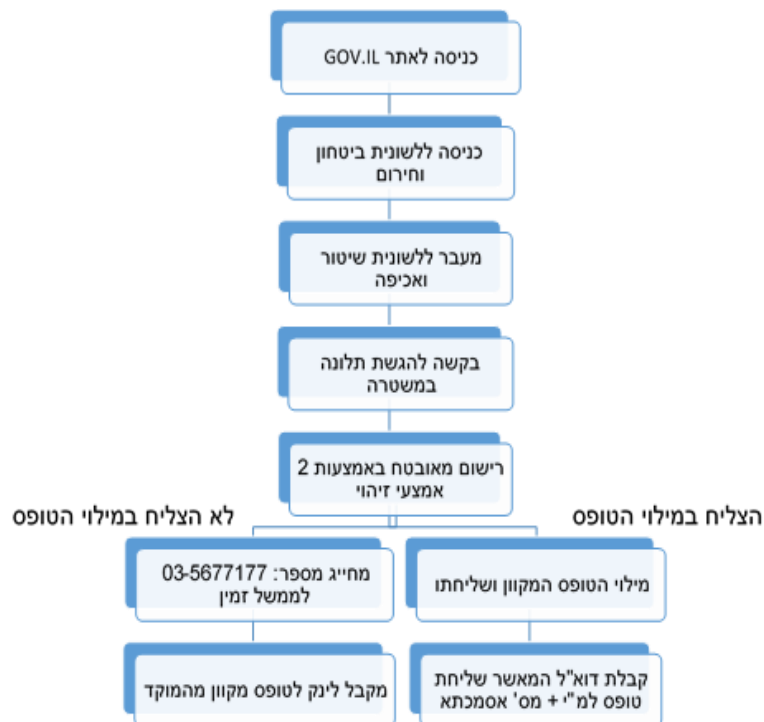 כניסה לאתר GOV.IL
כניסה ללשונית ביטחון
וחירום
מעבר ללשונית שיטור
ואכיפה
בקשה להגשת תלונה
במשטרה
רישום מאובטח באמצעות 2
אמצעי זיהוי
הצליח במילוי הטופס
לא הצליח במילוי הטופס
מילוי הטופס המקוון ושליחתו
קבלת דוא"ל המאשר שליחת
טופס למ"י + מס' אסמכתא
מחייג מספר: 03-5677177
לממשל זמין
מקבל לינק לטופס מקוון מהמוקד